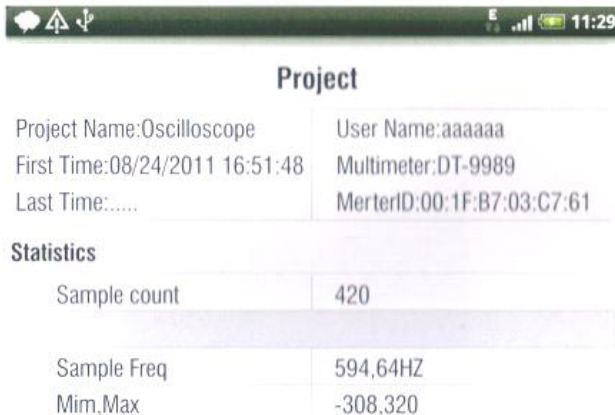 E
11:29
Project
Project Name:Oscilloscope
User Name:aaaaaa
First Time:08/24/2011 16:51:48
Multimeter:DT-9989
Last Time:.....
MerterID:00:1F:B7:03:C7:61
Statistics
Sample count
420
Sample Freq
594,64HZ
Mim,Max
-308,320